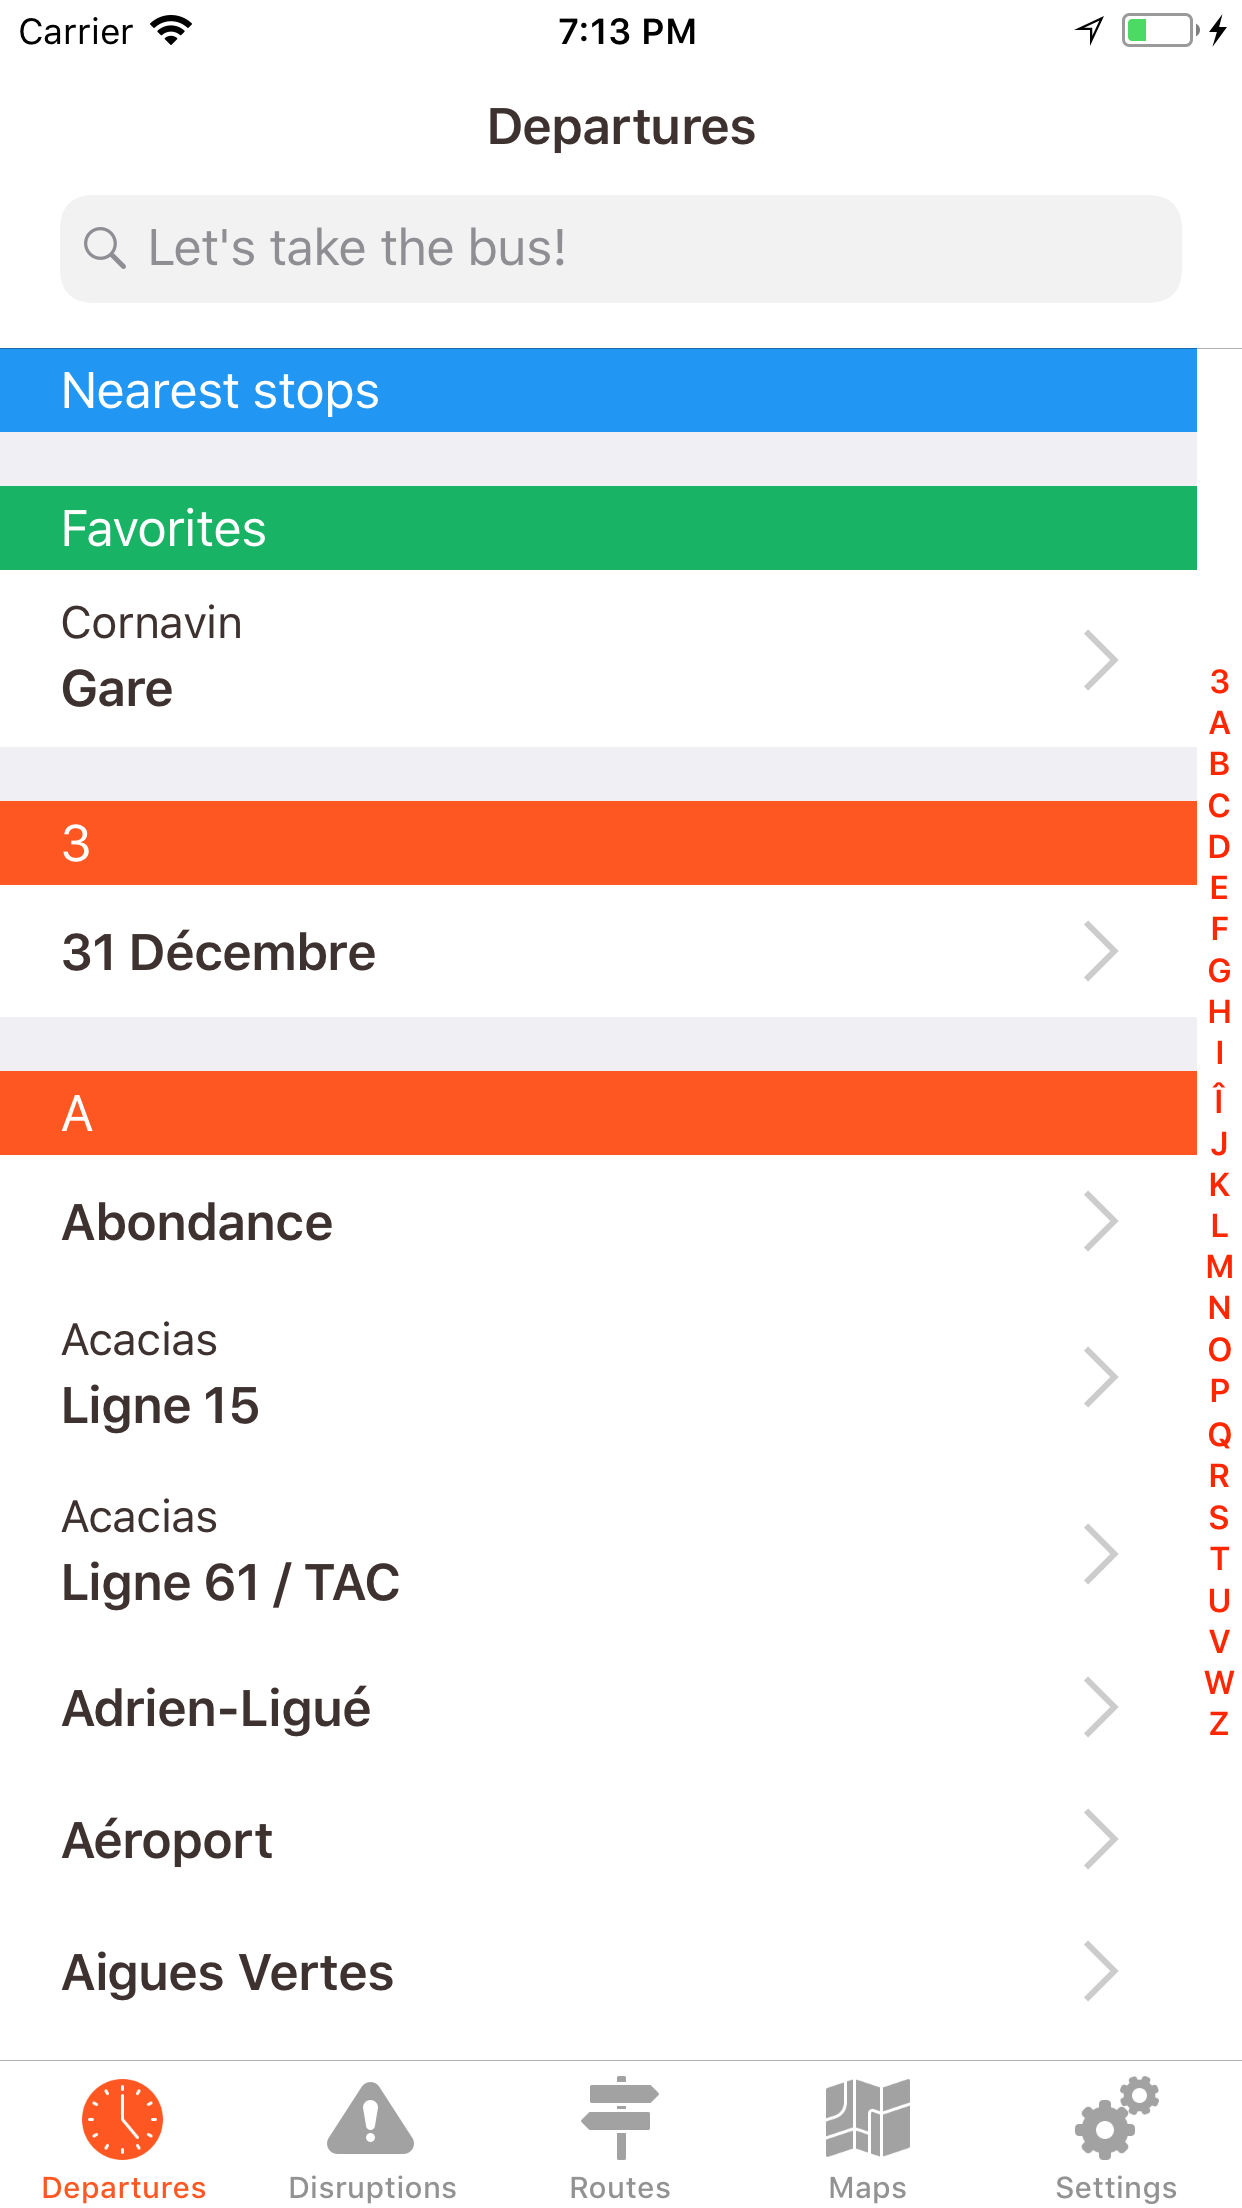 Carrier 7:13 PM
Departures
Let's take the bus!
Nearest stops
Favorites
Cornavin
Gare
3
31 Décembre
A
Abondance
Acacias
Ligne 15
Acacias
Ligne 61 / TAC
Adrien-Ligué
Aéroport
Aigues Vertes
3
A
B
C
D
E
F
G
H
I
Î
J
K
L
M
N
O
P
Q
R
S
T
U
V
W
Z
Departures Disruptions Routes Maps Settings